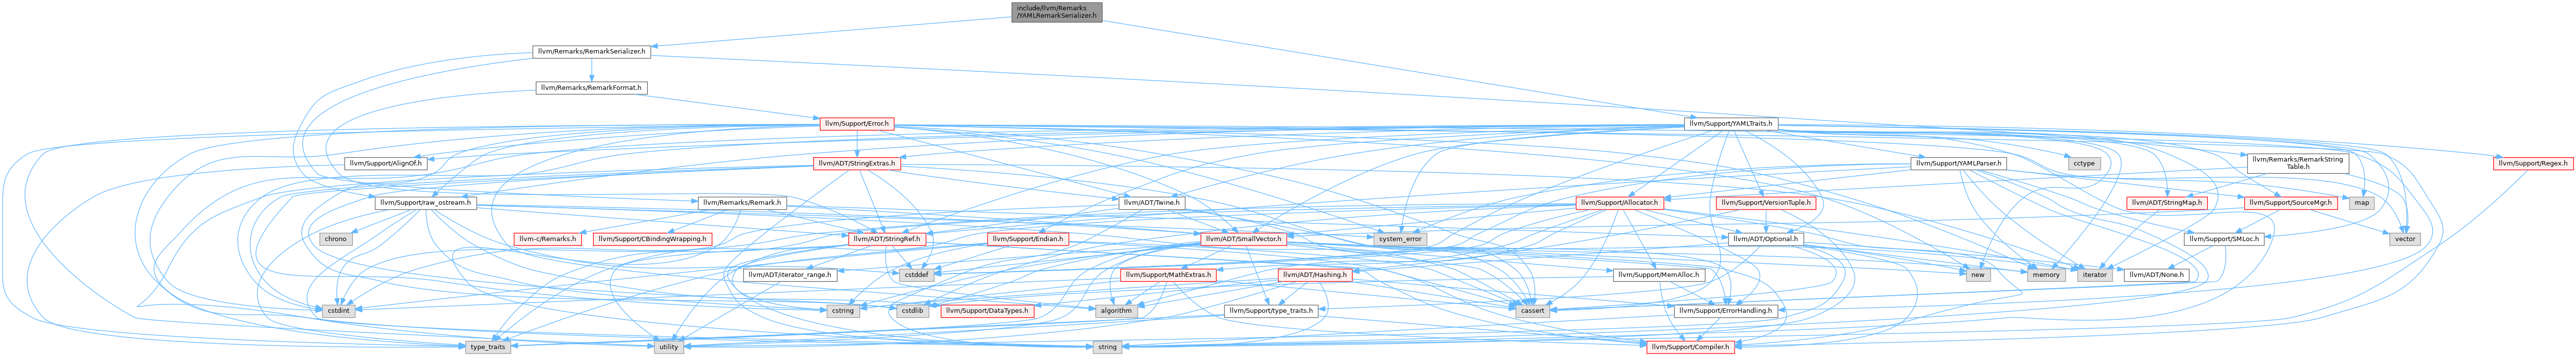 include/llvm/Remarks
/YAMLRemarkSerializer.h
llvm/Remarks/RemarkSerializer.h
llvm/Remarks/RemarkFormat.h
llvm/Support/Error.h
llvm/Support/YAMLTraits.h
llvm/Support/AlignOf.h
llvm/ADT/StringExtras.h
cctype
llvm/Support/YAMLParser.h
llvm/Remarks/RemarkString
Table.h
llvm/Support/Regex.h
llvm/Support/raw_ostream.h
llvm/Remarks/Remark.h
llvm/ADT/Twine.h
llvm/Support/Allocator.h
llvm/Support/VersionTuple.h
llvm/ADT/StringMap.h
llvm/Support/SourceMgr.h
map
chrono
llvm-c/Remarks.h
llvm/Support/CBindingWrapping.h
llvm/ADT/StringRef.h
llvm/Support/Endian.h
llvm/ADT/SmallVector.h
system_error
llvm/ADT/Optional.h
llvm/Support/SMLoc.h
vector
llvm/ADT/iterator_range.h
cstddef
llvm/Support/MathExtras.h
llvm/ADT/Hashing.h
llvm/Support/MemAlloc.h
new
memory
iterator
llvm/ADT/None.h
cstdint
cstring
cstdlib
llvm/Support/DataTypes.h
algorithm
llvm/Support/type_traits.h
cassert
llvm/Support/ErrorHandling.h
type_traits
utility
string
llvm/Support/Compiler.h